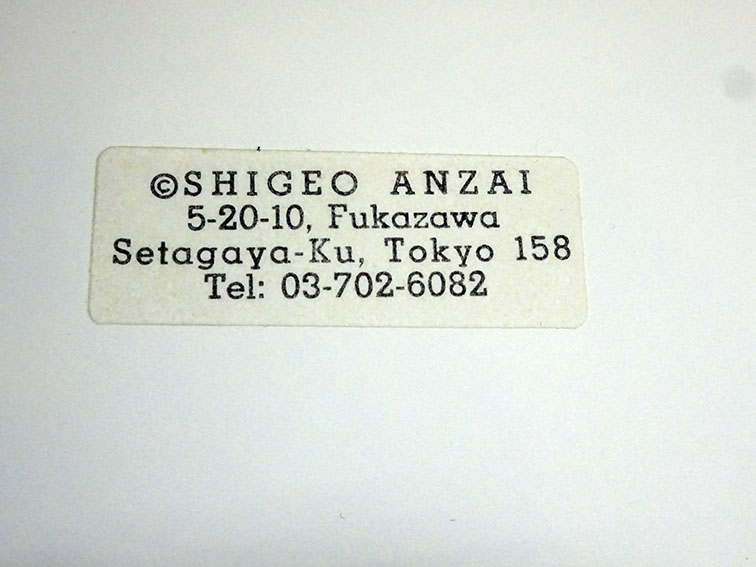 ©SHIGEO ANZAI
5-20-10, Fukazawa
Setagaya-Ku, Tokyo 158
Tel: 03-702-6082